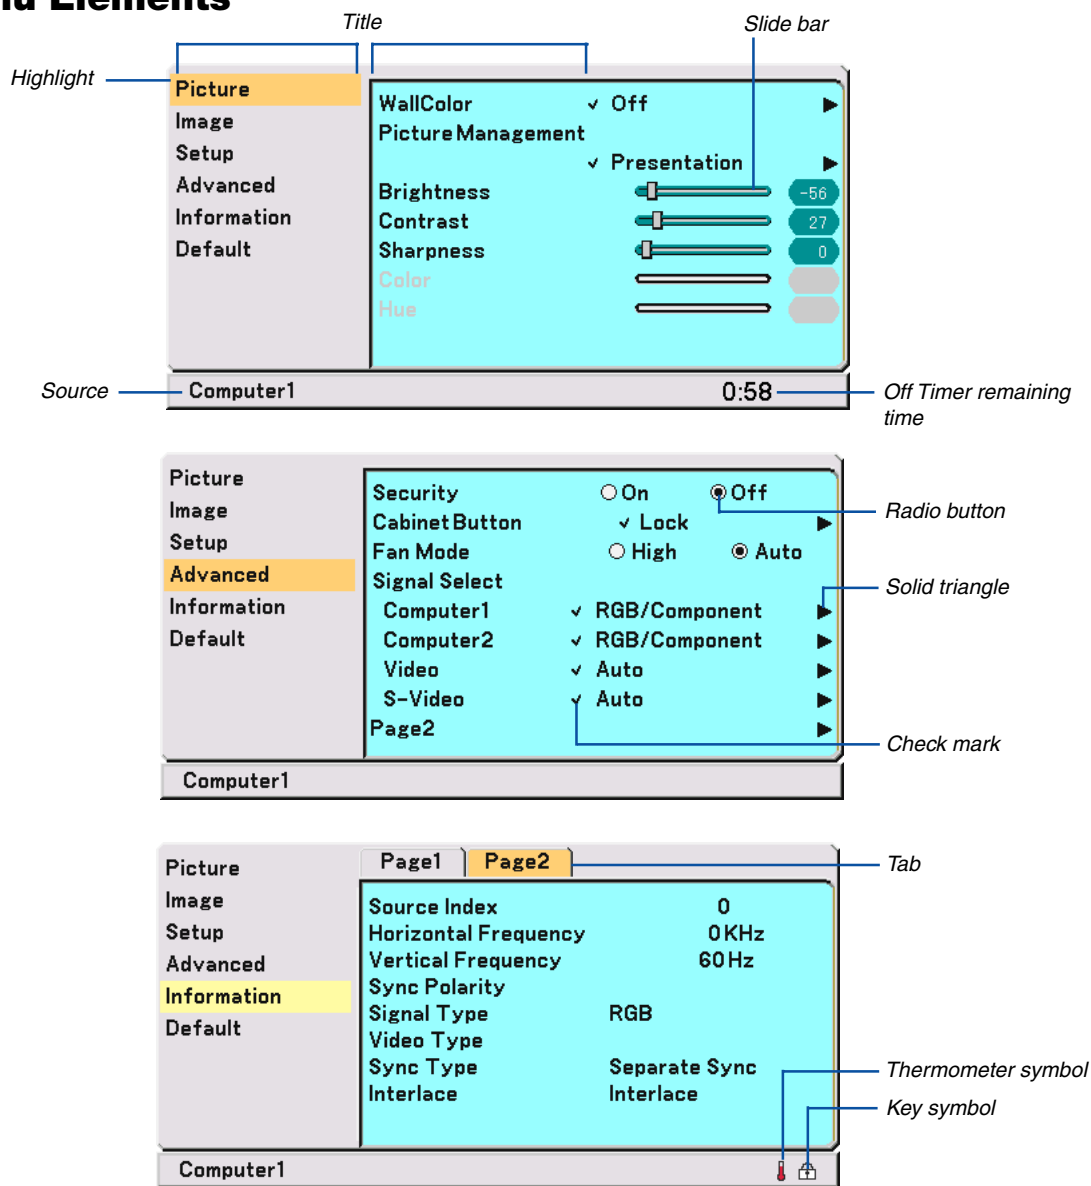 nu Elements
Title
Slide bar
Highlight
Picture
Image
Setup
Advanced
Information
Default
WallColor ✓ Off ▶
Picture Management
✓ Presentation ▶
Brightness -56
Contrast 27
Sharpness 0
Color
Hue
Source
Computer1 0:58
Off Timer remaining
time
Picture
Image
Setup
Advanced
Information
Default
Security On Off
Cabinet Button ✓ Lock ▶
Fan Mode High Auto
Signal Select
Computer1 ✓ RGB/Component ▶
Computer2 ✓ RGB/Component ▶
Video ✓ Auto ▶
S-Video ✓ Auto ▶
Page2 ▶
Radio button
Solid triangle
Check mark
Computer1
Picture
Image
Setup
Advanced
Information
Default
Page1 Page2
Tab
Source Index 0
Horizontal Frequency 0KHz
Vertical Frequency 60Hz
Sync Polarity
Signal Type RGB
Video Type
Sync Type Separate Sync
Interlace Interlace
Thermometer symbol
Key symbol
Computer1